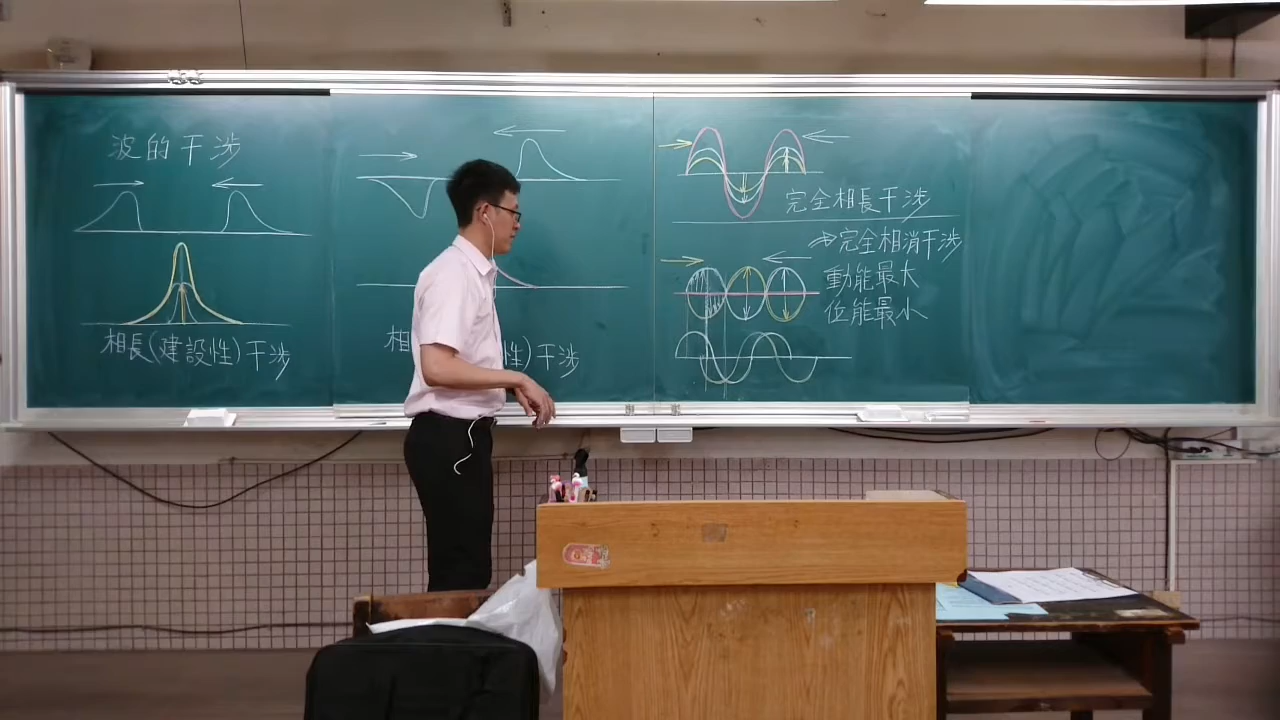 波的干涉
相長(建設性)干涉
相 性)干涉
完全相長干涉
完全相消干涉
動能最大
位能最小